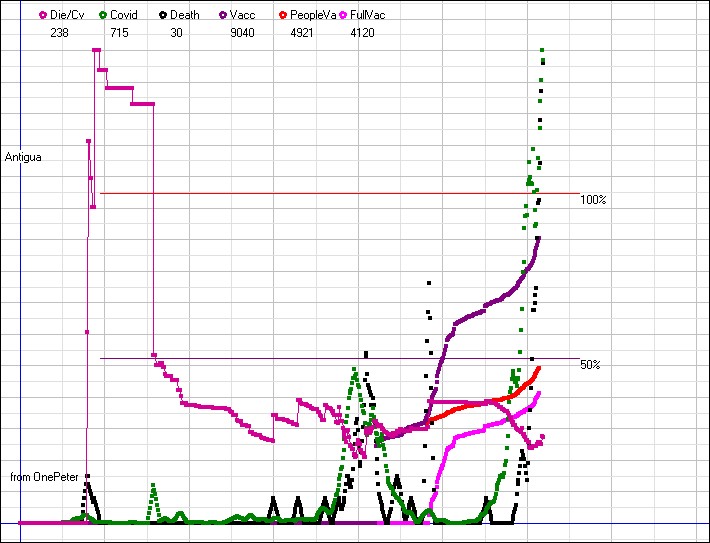 Die/Cv Covid Death Vacc PeopleVa FullVac
238 715 30 9040 4921 4120
Antigua
100%
50%
from OnePeter